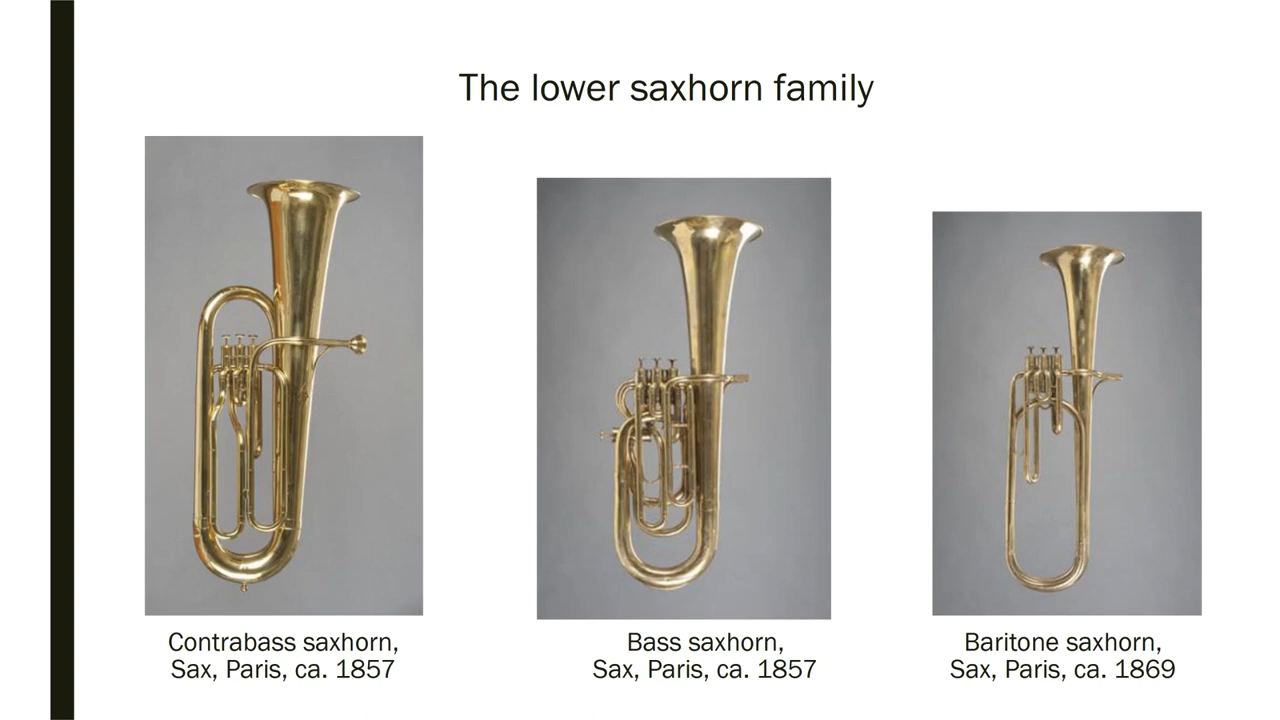 The lower saxhorn family
Contrabass saxhorn,
Sax, Paris, ca. 1857
Bass saxhorn,
Sax, Paris, ca. 1857
Baritone saxhorn,
Sax, Paris, ca. 1869